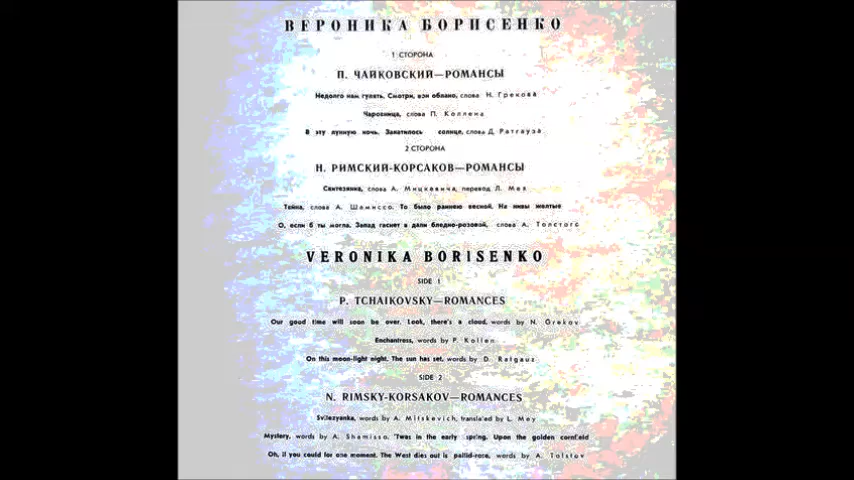 ВЕРОНИКА БОРИСЕНКО
1 СТОРОНА
П. ЧАЙКОВСКИЙ—РОМАНСЫ
Недолго нам гулять. Смотри, вон облако, слова Н. Грекова
Чаровница, слова П. Коллена
В эту лунную ночь. Закатилось солнце, слова Д. Ратгауза
2 СТОРОНА
Н. РИМСКИЙ-КОРСАКОВ—РОМАНСЫ
Свитезянка, слова А. Мицкевича, перевод Л. Мея
Тайна, слова А. Шамиссо. То было раннею весной. На нивы желтые
О, если б ты могла. Запад гаснет в дали бледно-розовой, слова А. Толстого
VERONIKA BORISENKO
SIDE 1
P. TCHAIKOVSKY—ROMANCES
Our good time will soon be over. Look, there's a cloud, words by N. Grekov
Enchantress, words by P. Kollen
On this moon-light night. The sun has set, words by D. Ratgauz
SIDE 2
N. RIMSKY-KORSAKOV—ROMANCES
Svitezyanka, words by A. Mitskevich, translated by L. Mey
Mystery, words by A. Shamisso. 'Twas in the early spring. Upon the golden cornfield
Oh, if you could for one moment. The West dies out is pallid-rose, words by A. Tolstov